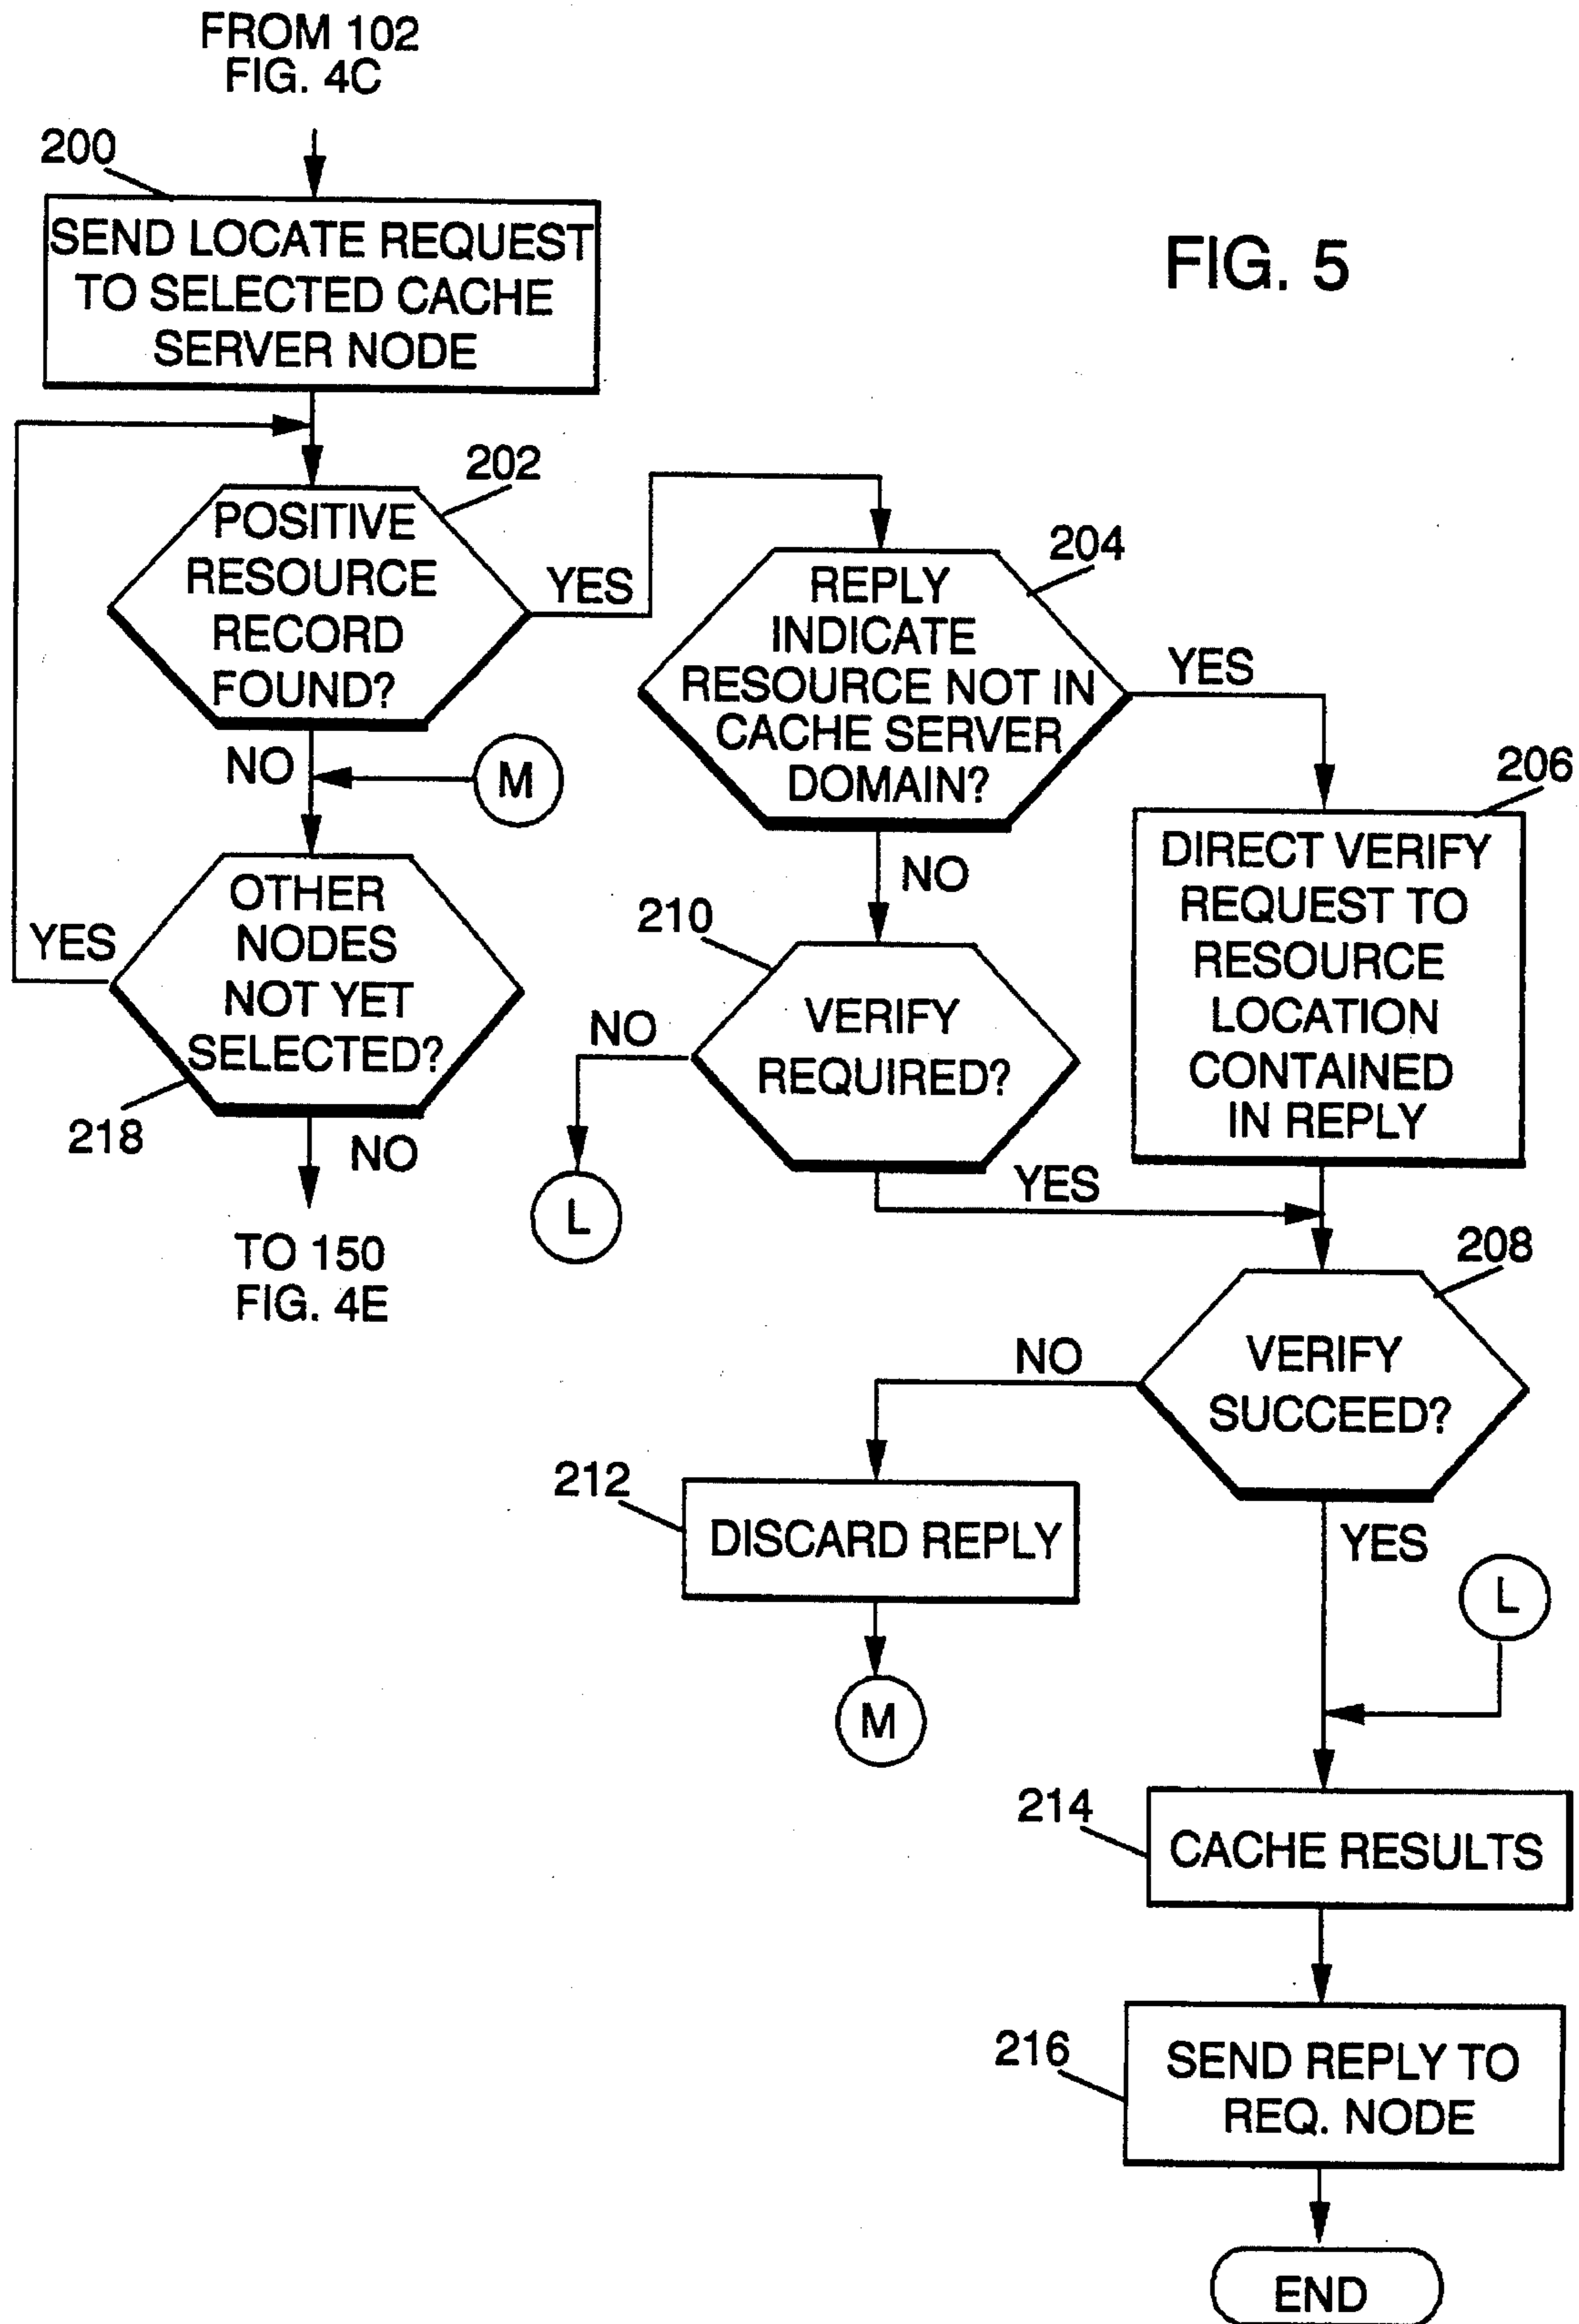 FROM 102
FIG. 4C
200
SEND LOCATE REQUEST
TO SELECTED CACHE
SERVER NODE
FIG. 5
202
POSITIVE
RESOURCE
RECORD
FOUND?
YES
NO
M
204
REPLY
INDICATE
RESOURCE NOT IN
CACHE SERVER
DOMAIN?
YES
NO
206
DIRECT VERIFY
REQUEST TO
RESOURCE
LOCATION
CONTAINED
IN REPLY
OTHER
NODES
NOT YET
SELECTED?
YES
218
NO
TO 150
FIG. 4E
210
VERIFY
REQUIRED?
NO
L
YES
208
VERIFY
SUCCEED?
NO
YES
212
DISCARD REPLY
M
L
214
CACHE RESULTS
216
SEND REPLY TO
REQ. NODE
END